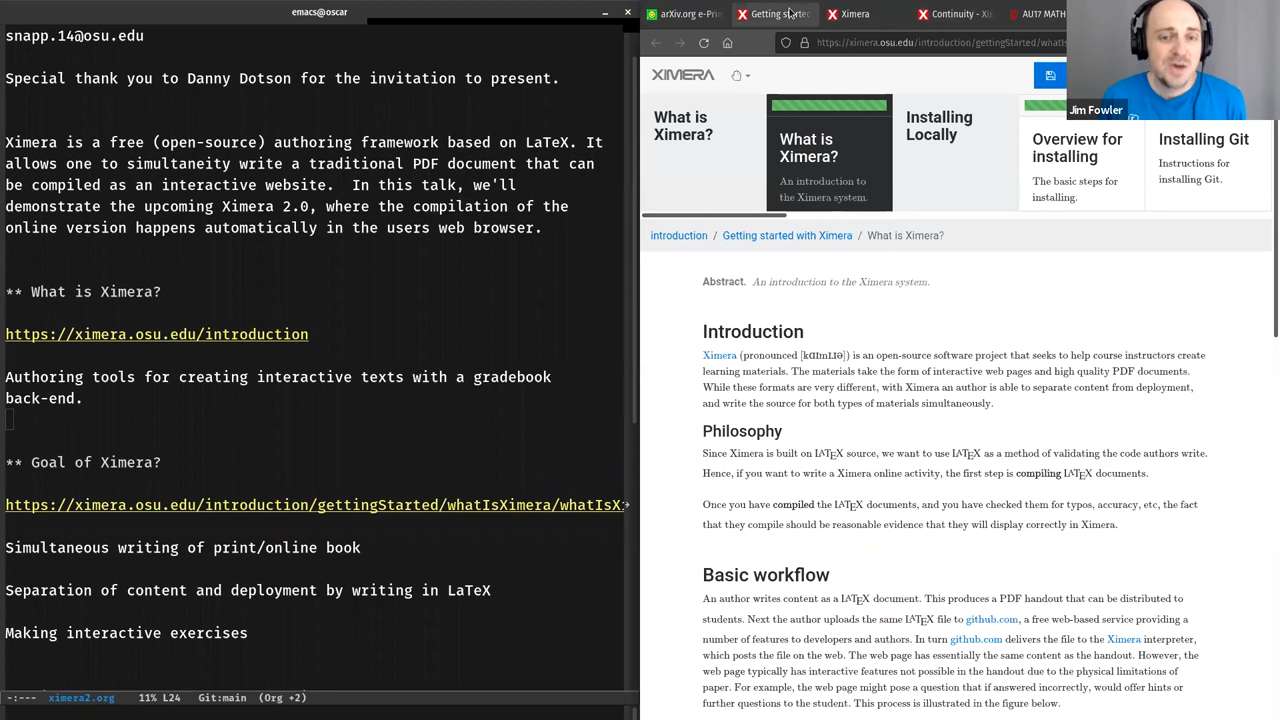 emacs@oscar
snapp.14@osu.edu
Special thank you to Danny Dotson for the invitation to present.
Ximera is a free (open-source) authoring framework based on LaTeX. It
allows one to simultaneity write a traditional PDF document that can
be compiled as an interactive website.  In this talk, we'll
demonstrate the upcoming Ximera 2.0, where the compilation of the
online version happens automatically in the users web browser.
** What is Ximera?
https://ximera.osu.edu/introduction
Authoring tools for creating interactive texts with a gradebook
back-end.
** Goal of Ximera?
https://ximera.osu.edu/introduction/gettingStarted/whatIsXimera/whatIsXi
Simultaneous writing of print/online book
Separation of content and deployment by writing in LaTeX
Making interactive exercises
-:--- ximera2.org 11% L24 Git:main (Org +2)
arXiv.org e-Prin Getting started Ximera Continuity - Xi AU17 MATH
https://ximera.osu.edu/introduction/gettingStarted/whatIs
XIMERA
Jim Fowler
What is
Ximera?
What is
Ximera?
An introduction to
the Ximera system.
Installing
Locally
Overview for
installing
The basic steps for
installing.
Installing Git
Instructions for
installing Git.
introduction / Getting started with Ximera / What is Ximera?
Abstract. An introduction to the Ximera system.
Introduction
Ximera (pronounced [kɑɪmɪɹə]) is an open-source software project that seeks to help course instructors create
learning materials. The materials take the form of interactive web pages and high quality PDF documents.
While these formats are very different, with Ximera an author is able to separate content from deployment,
and write the source for both types of materials simultaneously.
Philosophy
Since Ximera is built on LATEX source, we want to use LATEX as a method of validating the code authors write.
Hence, if you want to write a Ximera online activity, the first step is compiling LATEX documents.
Once you have compiled the LATEX documents, and you have checked them for typos, accuracy, etc, the fact
that they compile should be reasonable evidence that they will display correctly in Ximera.
Basic workflow
An author writes content as a LATEX document. This produces a PDF handout that can be distributed to
students. Next the author uploads the same LATEX file to github.com, a free web-based service providing a
number of features to developers and authors. In turn github.com delivers the file to the Ximera interpreter,
which posts the file on the web. The web page has essentially the same content as the handout. However, the
web page typically has interactive features not possible in the handout due to the physical limitations of
paper. For example, the web page might pose a question that if answered incorrectly, would offer hints or
further questions to the student. This process is illustrated in the figure below.